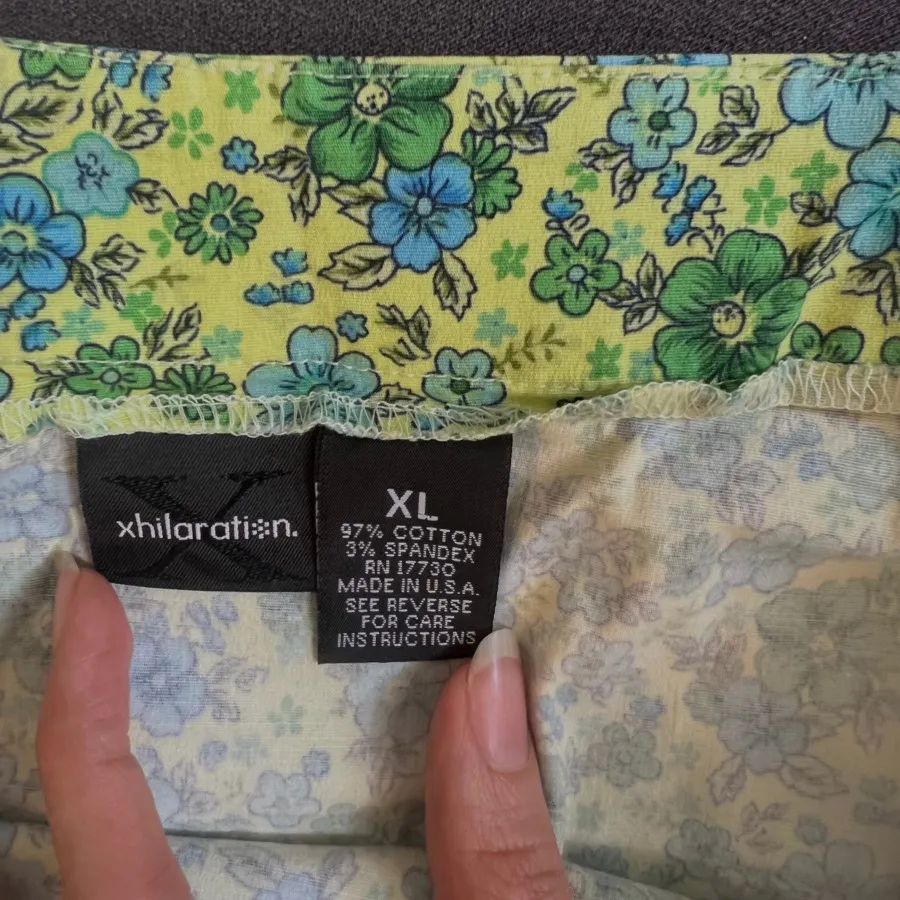 xhilaration.
XL
97% COTTON
3% SPANDEX
RN 17730
MADE IN U.S.A.
SEE REVERSE
FOR CARE
INSTRUCTIONS